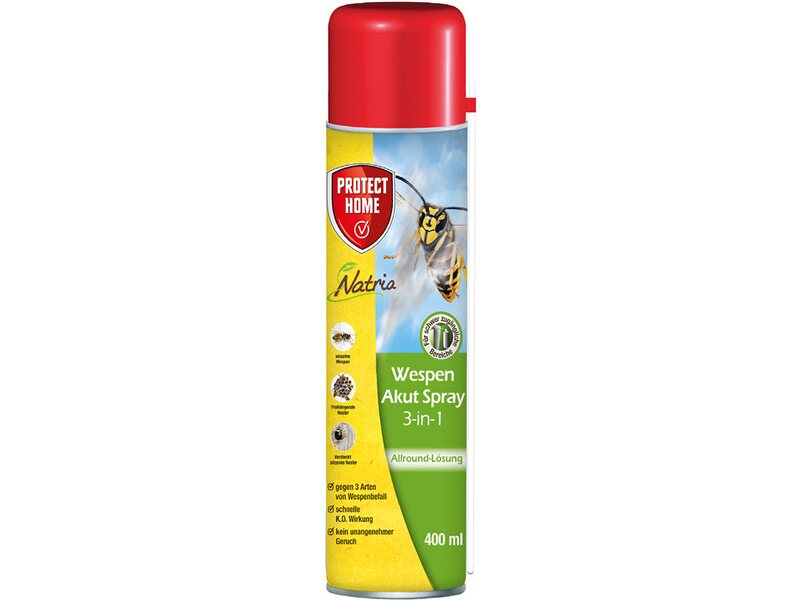 PROTECT
HOME
Natria
Für schwer zugängliche
Bereiche
einzelne
Wespen
Freihängende
Nester
Versteckt
sitzende Nester
Wespen
Akut Spray
3-in-1
Allround-Lösung
gegen 3 Arten
von Wespenbefall
schnelle
K.O. Wirkung
kein unangenehmer
Geruch
400 ml